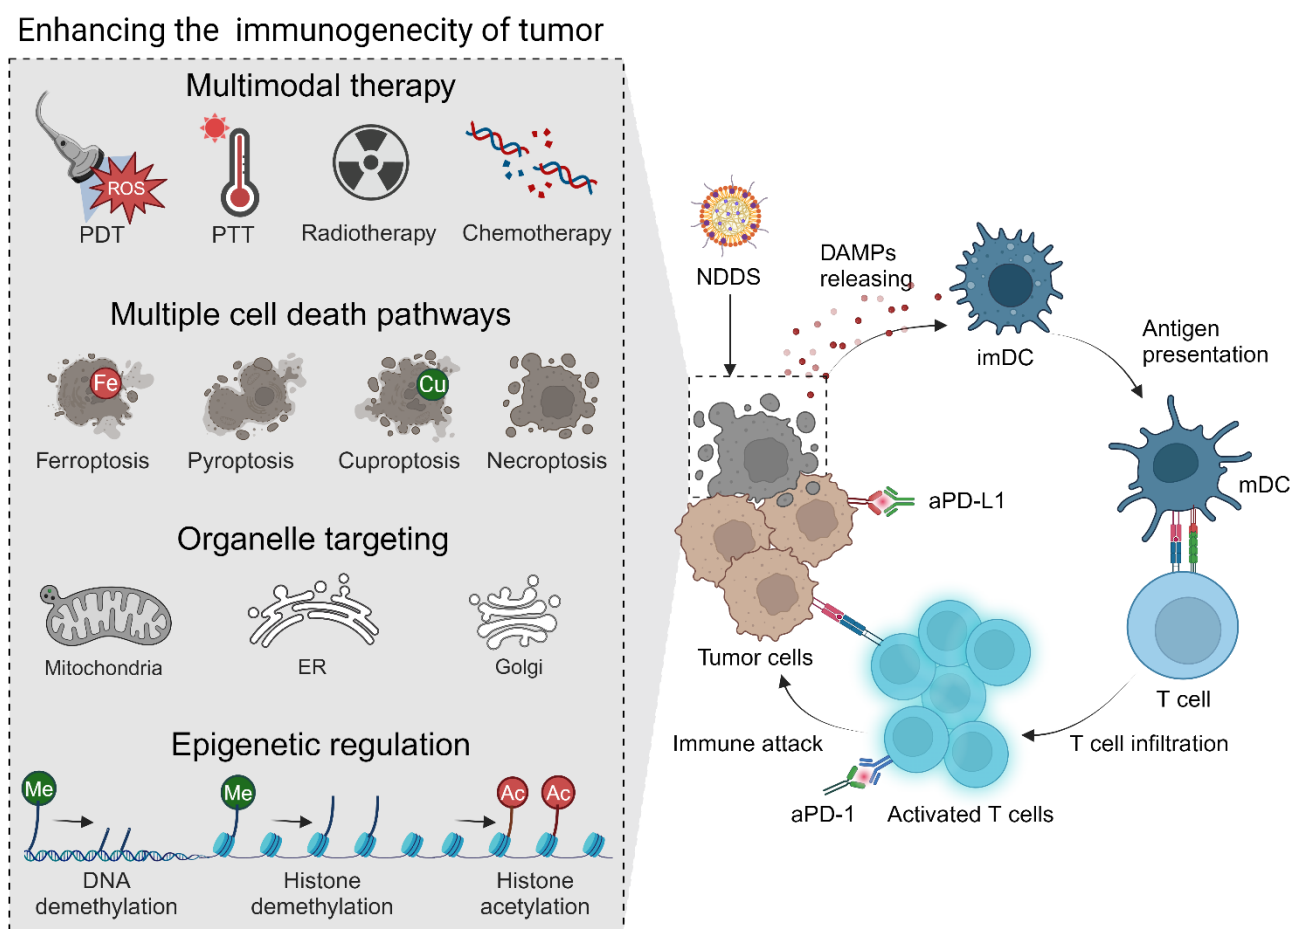 Enhancing the immunogenecity of tumor
Multimodal therapy
ROS
PDT
PTT
Radiotherapy
Chemotherapy
Multiple cell death pathways
Fe
Cu
Ferroptosis
Pyroptosis
Cuproptosis
Necroptosis
Organelle targeting
Mitochondria
ER
Golgi
Epigenetic regulation
Me
Me
Ac
Ac
DNA
demethylation
Histone
demethylation
Histone
acetylation
NDDS
DAMPs
releasing
imDC
Antigen
presentation
mDC
aPD-L1
Tumor cells
T cell
T cell infiltration
Immune attack
aPD-1
Activated T cells